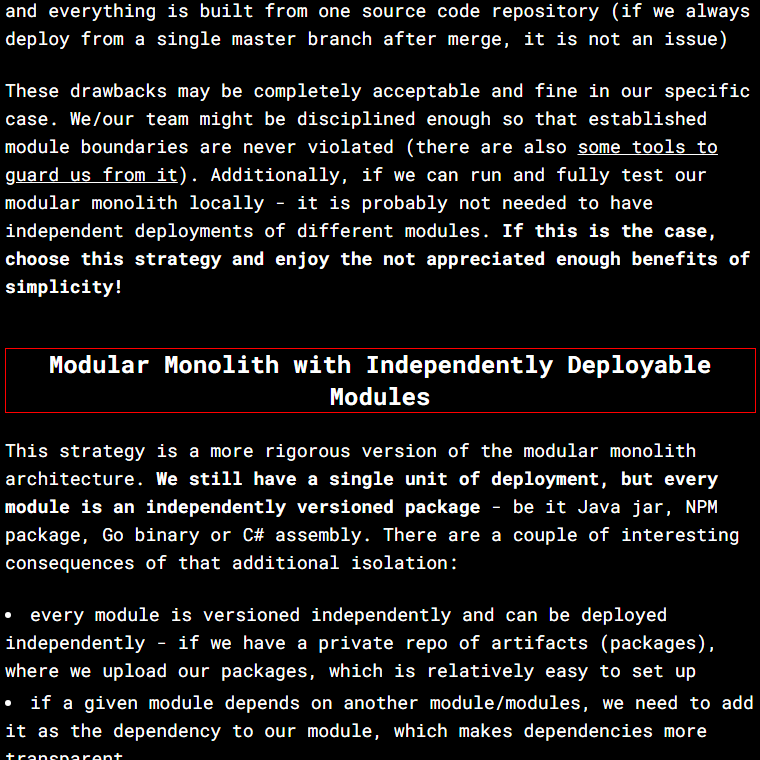 and everything is built from one source code repository (if we always
deploy from a single master branch after merge, it is not an issue)
These drawbacks may be completely acceptable and fine in our specific
case. We/our team might be disciplined enough so that established
module boundaries are never violated (there are also some tools to
guard us from it). Additionally, if we can run and fully test our
modular monolith locally – it is probably not needed to have
independent deployments of different modules. If this is the case,
choose this strategy and enjoy the not appreciated enough benefits of
simplicity!
Modular Monolith with Independently Deployable
Modules
This strategy is a more rigorous version of the modular monolith
architecture. We still have a single unit of deployment, but every
module is an independently versioned package – be it Java jar, NPM
package, Go binary or C# assembly. There are a couple of interesting
consequences of that additional isolation:
• every module is versioned independently and can be deployed
independently – if we have a private repo of artifacts (packages),
where we upload our packages, which is relatively easy to set up
• if a given module depends on another module/modules, we need to add
it as the dependency to our module, which makes dependencies more
transparent